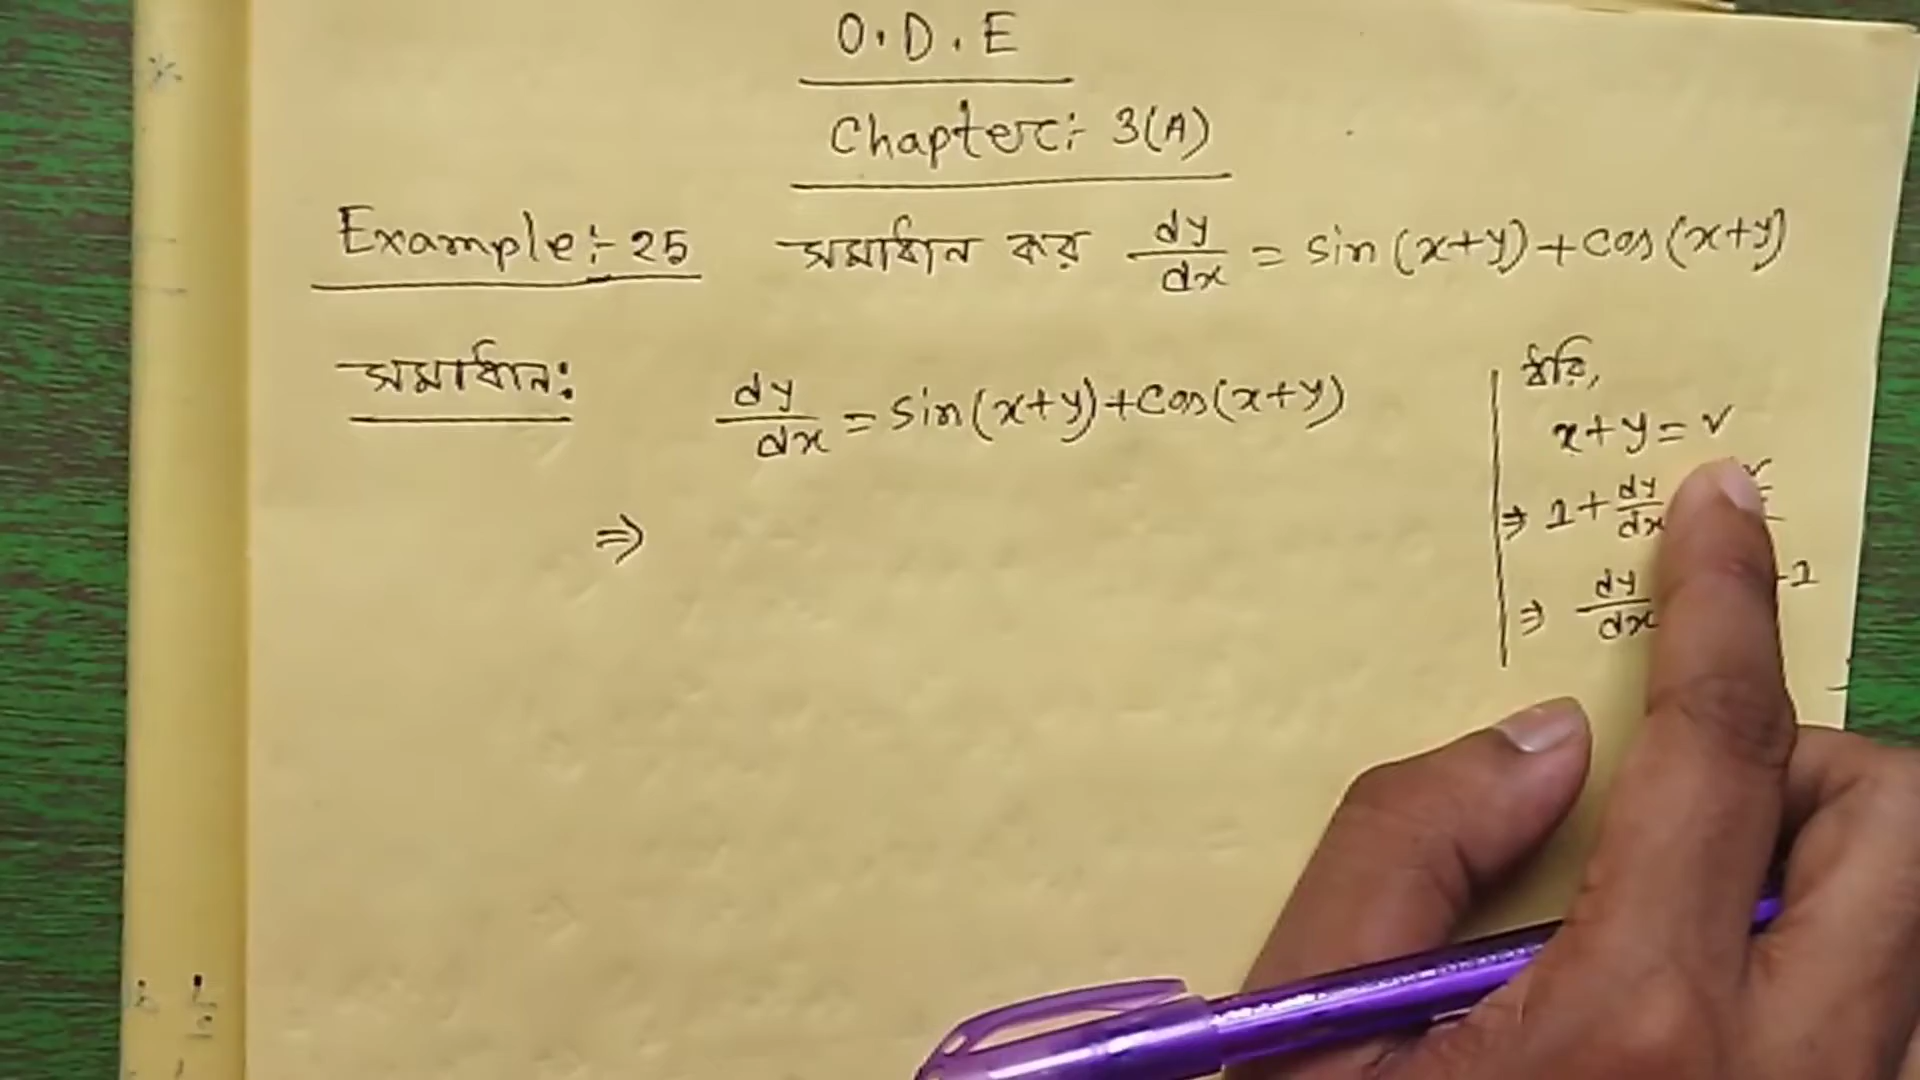 O.D.E
Chapter:- 3(A)
Example:- 25 সমাধান কর dy/dx = sin(x+y)+cos(x+y)
সমাধান:
dy/dx = sin(x+y)+cos(x+y)
⇒
ধরি,
x+y=v
⇒ 1+dy/dx
⇒ dy/dx -1